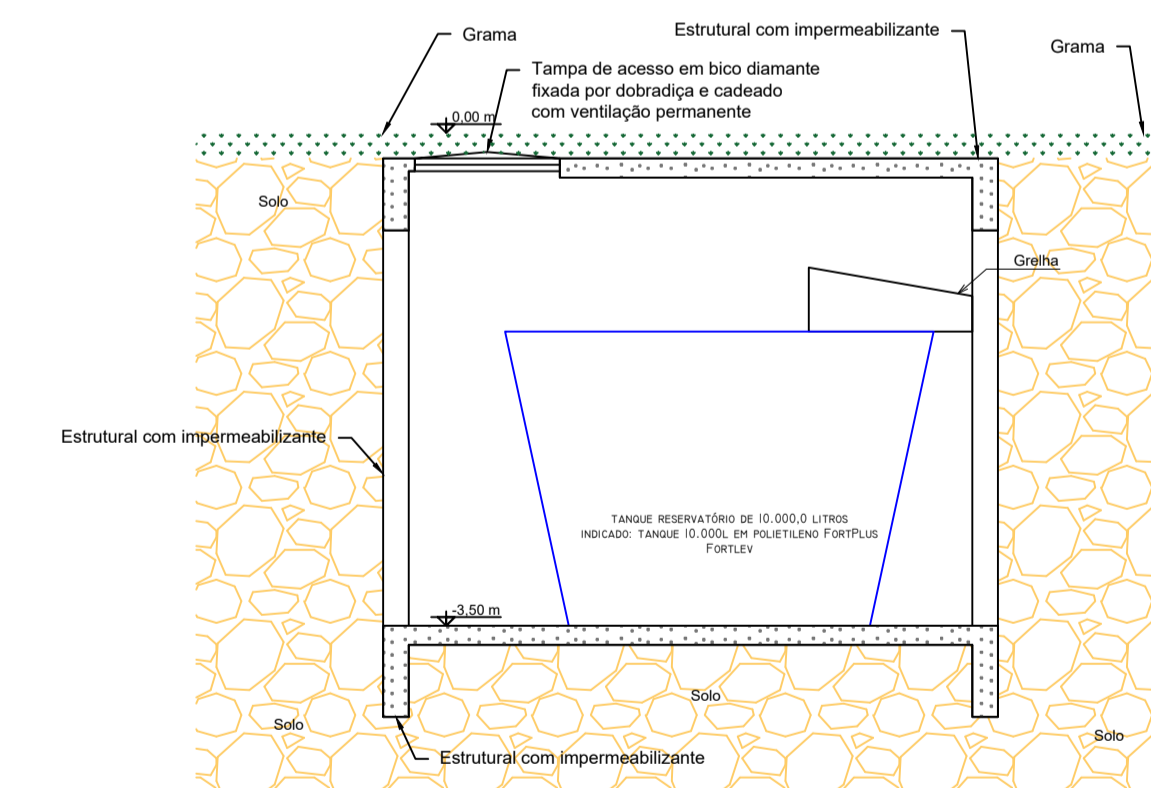 Grama
Estrutural com impermeabilizante
Grama
Tampa de acesso em bico diamante
fixada por dobradiça e cadeado
com ventilação permanente
0,00 m
Solo
Grelha
Estrutural com impermeabilizante
TANQUE RESERVATÓRIO DE 10.000,0 LITROS
INDICADO: TANQUE 10.000L EM POLIETILENO FORTPLUS
FORTLEV
-3,50 m
Solo
Solo
Solo
Estrutural com impermeabilizante